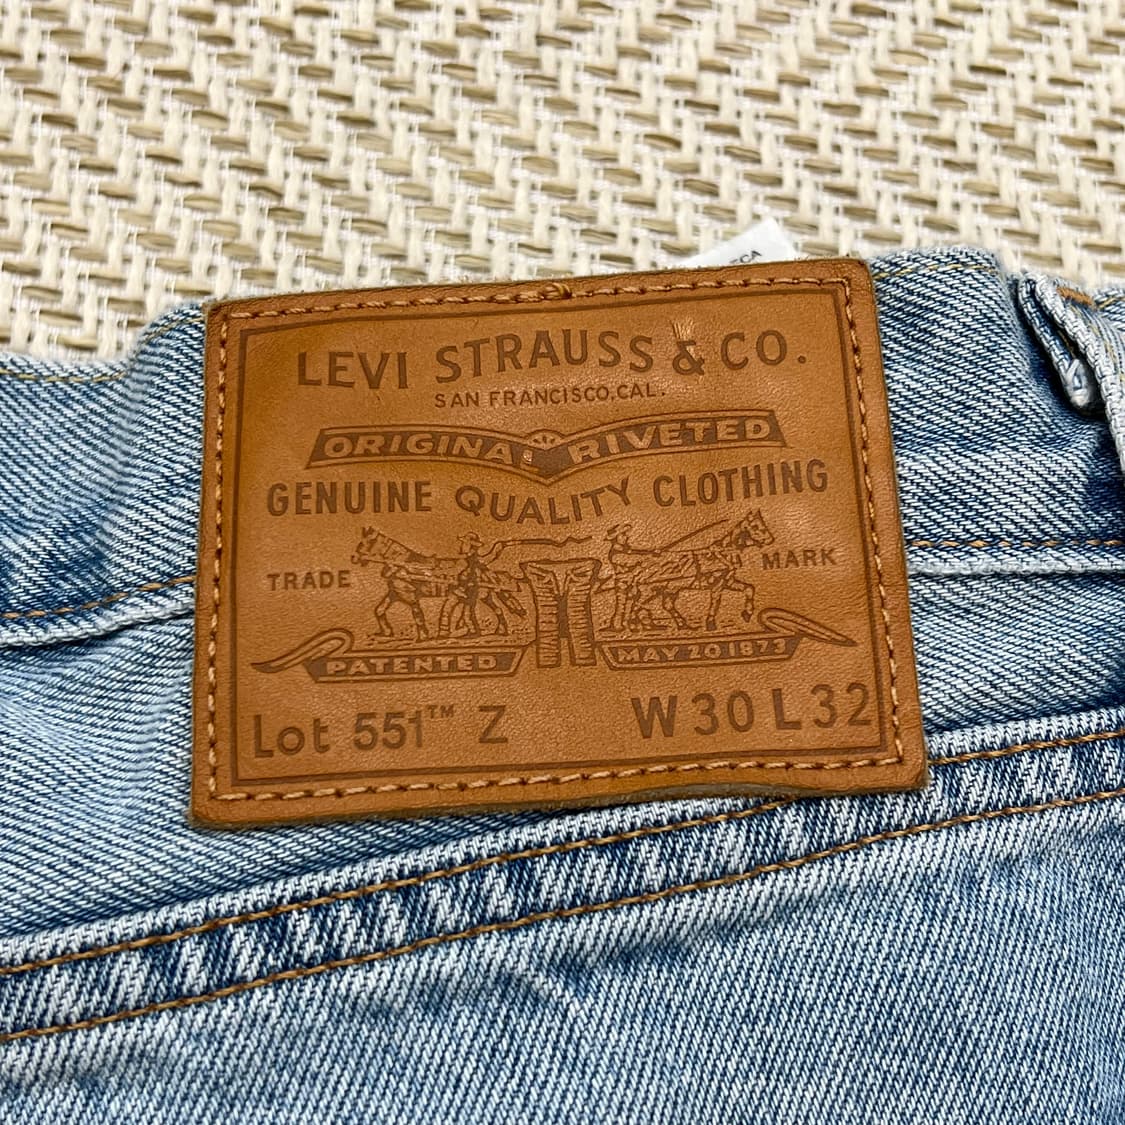 LEVI STRAUSS & CO.
SAN FRANCISCO, CAL.
ORIGINAL RIVETED
GENUINE QUALITY CLOTHING
TRADE MARK
PATENTED MAY 20 1873
Lot 551™ Z W 30 L 32